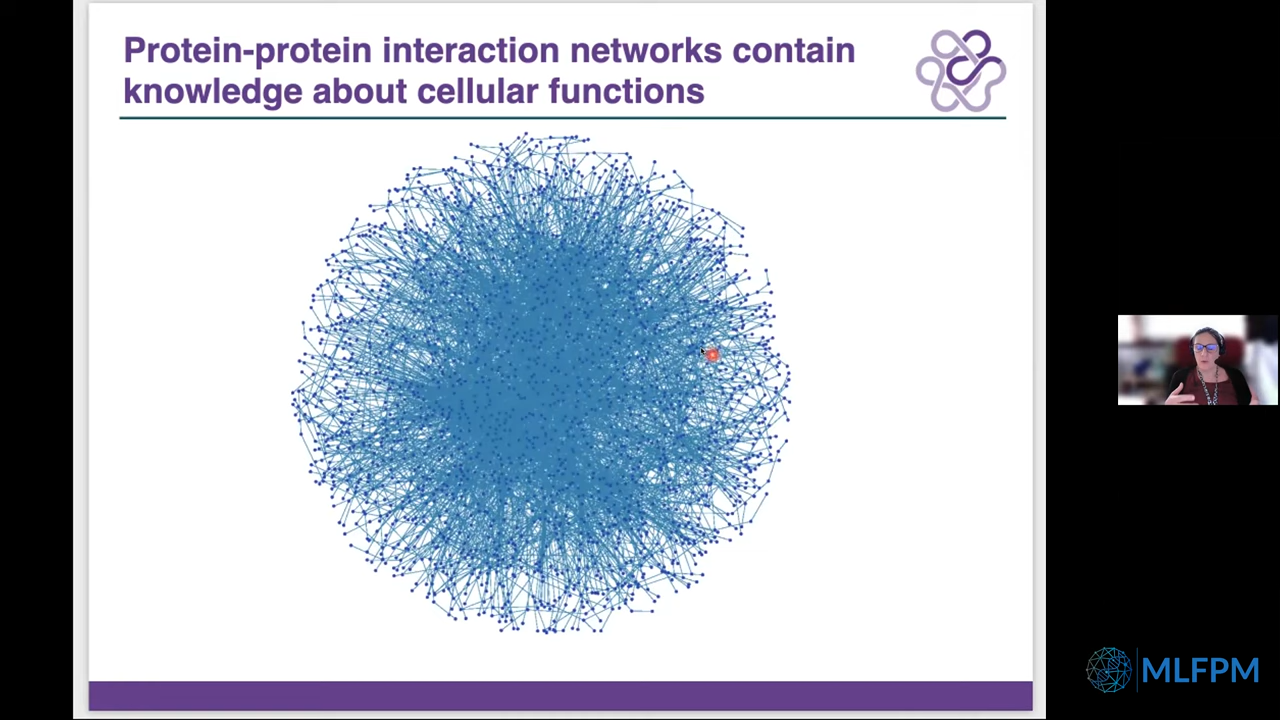 Protein-protein interaction networks contain
knowledge about cellular functions
MLFPM